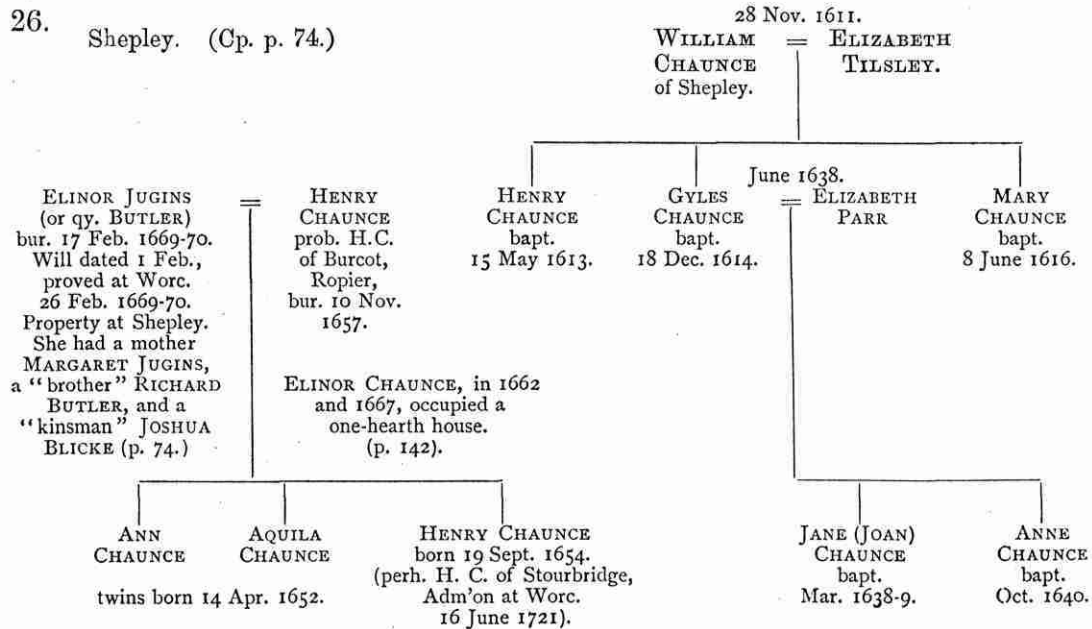 26.
Shepley. (Cp. p. 74.)
28 Nov. 1611.
WILLIAM = ELIZABETH
CHAUNCE TILSLEY.
of Shepley.
ELINOR JUGINS
(or qy. BUTLER)
bur. 17 Feb. 1669-70.
Will dated 1 Feb.,
proved at Worc.
26 Feb. 1669-70.
Property at Shepley.
She had a mother
MARGARET JUGINS,
a "brother" RICHARD
BUTLER, and a
"kinsman" JOSHUA
BLICKE (p. 74.)
=
HENRY
CHAUNCE
prob. H.C.
of Burcot,
Ropier,
bur. 10 Nov.
1657.
HENRY
CHAUNCE
bapt.
15 May 1613.
GYLES
CHAUNCE
bapt.
18 Dec. 1614.
June 1638.
= ELIZABETH
PARR
MARY
CHAUNCE
bapt.
8 June 1616.
ELINOR CHAUNCE, in 1662
and 1667, occupied a
one-hearth house.
(p. 142).
ANN
CHAUNCE
AQUILA
CHAUNCE
twins born 14 Apr. 1652.
HENRY CHAUNCE
born 19 Sept. 1654.
(perh. H. C. of Stourbridge,
Adm'on at Worc.
16 June 1721).
JANE (JOAN)
CHAUNCE
bapt.
Mar. 1638-9.
ANNE
CHAUNCE
bapt.
Oct. 1640.